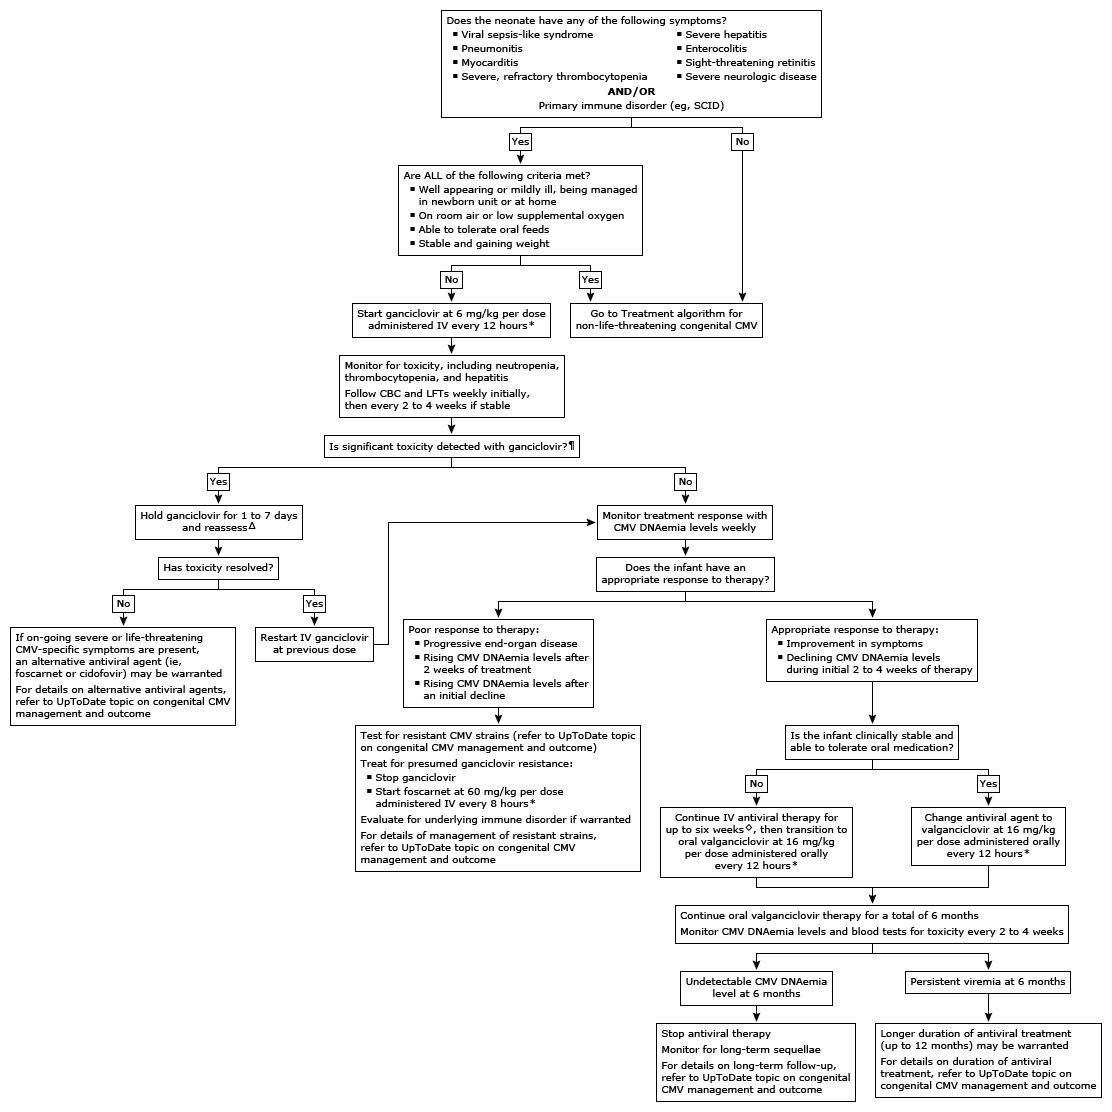 Does the neonate have any of the following symptoms?
▪ Viral sepsis-like syndrome
▪ Pneumonitis
▪ Myocarditis
▪ Severe, refractory thrombocytopenia
▪ Severe hepatitis
▪ Enterocolitis
▪ Sight-threatening retinitis
▪ Severe neurologic disease
AND/OR
Primary immune disorder (eg, SCID)
Yes
No
Are ALL of the following criteria met?
▪ Well appearing or mildly ill, being managed
in newborn unit or at home
▪ On room air or low supplemental oxygen
▪ Able to tolerate oral feeds
▪ Stable and gaining weight
No
Yes
Start ganciclovir at 6 mg/kg per dose
administered IV every 12 hours*
Go to Treatment algorithm for
non-life-threatening congenital CMV
Monitor for toxicity, including neutropenia,
thrombocytopenia, and hepatitis
Follow CBC and LFTs weekly initially,
then every 2 to 4 weeks if stable
Is significant toxicity detected with ganciclovir?¶
Yes
No
Hold ganciclovir for 1 to 7 days
and reassessΔ
Monitor treatment response with
CMV DNAemia levels weekly
Has toxicity resolved?
Does the infant have an
appropriate response to therapy?
No
Yes
If on-going severe or life-threatening
CMV-specific symptoms are present,
an alternative antiviral agent (ie,
foscarnet or cidofovir) may be warranted
For details on alternative antiviral agents,
refer to UpToDate topic on congenital CMV
management and outcome
Restart IV ganciclovir
at previous dose
Poor response to therapy:
▪ Progressive end-organ disease
▪ Rising CMV DNAemia levels after
2 weeks of treatment
▪ Rising CMV DNAemia levels after
an initial decline
Appropriate response to therapy:
▪ Improvement in symptoms
▪ Declining CMV DNAemia levels
during initial 2 to 4 weeks of therapy
Test for resistant CMV strains (refer to UpToDate topic
on congenital CMV management and outcome)
Treat for presumed ganciclovir resistance:
▪ Stop ganciclovir
▪ Start foscarnet at 60 mg/kg per dose
administered IV every 8 hours*
Evaluate for underlying immune disorder if warranted
For details of management of resistant strains,
refer to UpToDate topic on congenital CMV
management and outcome
Is the infant clinically stable and
able to tolerate oral medication?
No
Yes
Continue IV antiviral therapy for
up to six weeks◇, then transition to
oral valganciclovir at 16 mg/kg
per dose administered orally
every 12 hours*
Change antiviral agent to
valganciclovir at 16 mg/kg
per dose administered orally
every 12 hours*
Continue oral valganciclovir therapy for a total of 6 months
Monitor CMV DNAemia levels and blood tests for toxicity every 2 to 4 weeks
Undetectable CMV DNAemia
level at 6 months
Persistent viremia at 6 months
Stop antiviral therapy
Monitor for long-term sequellae
For details on long-term follow-up,
refer to UpToDate topic on congenital
CMV management and outcome
Longer duration of antiviral treatment
(up to 12 months) may be warranted
For details on duration of antiviral
treatment, refer to UpToDate topic on
congenital CMV management and outcome